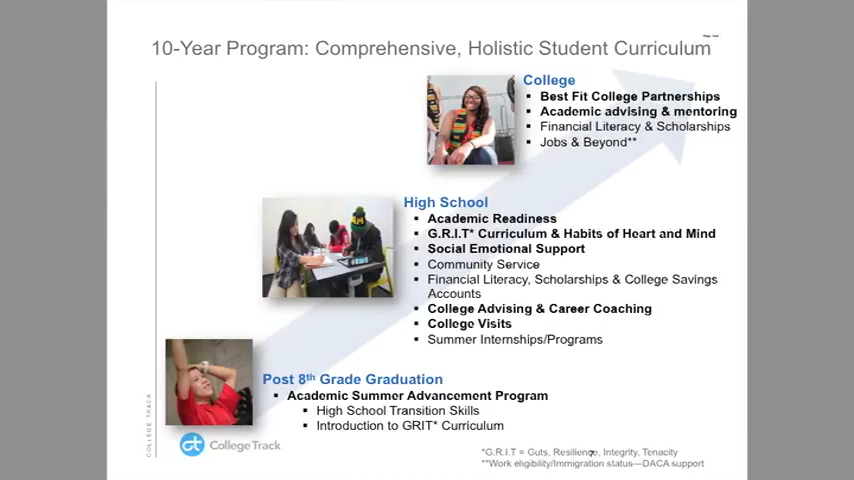 10-Year Program: Comprehensive, Holistic Student Curriculum
College
▪ Best Fit College Partnerships
▪ Academic advising & mentoring
▪ Financial Literacy & Scholarships
▪ Jobs & Beyond**
High School
▪ Academic Readiness
▪ G.R.I.T* Curriculum & Habits of Heart and Mind
▪ Social Emotional Support
▪ Community Service
▪ Financial Literacy, Scholarships & College Savings
Accounts
▪ College Advising & Career Coaching
▪ College Visits
▪ Summer Internships/Programs
Post 8th Grade Graduation
▪ Academic Summer Advancement Program
▪ High School Transition Skills
▪ Introduction to GRIT* Curriculum
COLLEGE TRACK
ct CollegeTrack
*G.R.I.T = Guts, Resilience, Integrity, Tenacity
7
**Work eligibility/Immigration status—DACA support